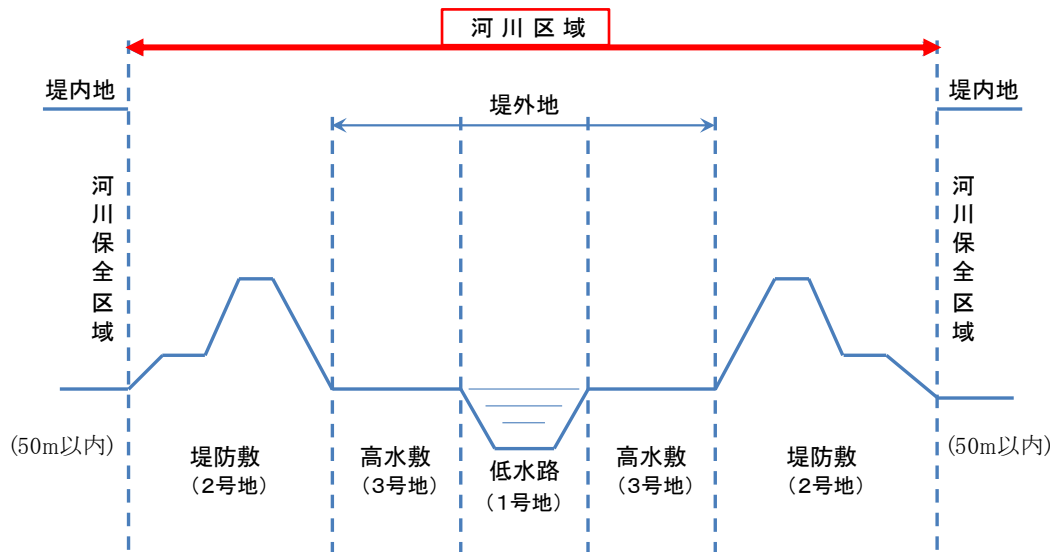 河川区域
堤内地
堤外地
堤内地
河川保全区域
河川保全区域
(50m以内)
堤防敷
（２号地）
高水敷
（３号地）
低水路
（１号地）
高水敷
（３号地）
堤防敷
（２号地）
(50m以内)